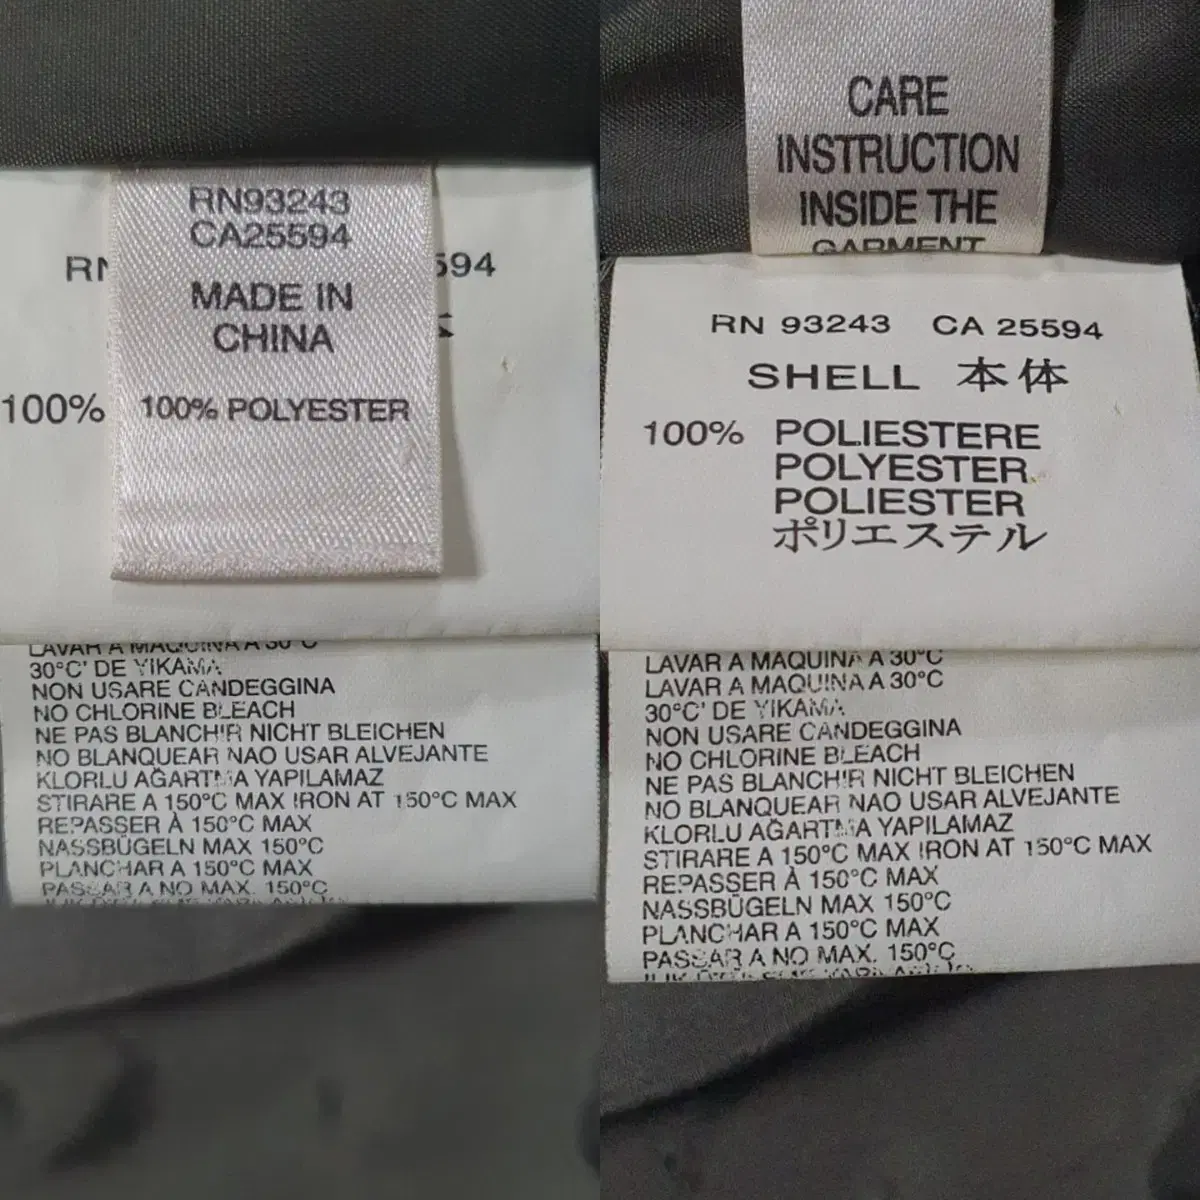 RN93243
CA25594
MADE IN
CHINA
100% POLYESTER
RN
594
100%
LAVAR A MAQUINA A 30°C
30°C' DE YIKAMA
NON USARE CANDEGGINA
NO CHLORINE BLEACH
NE PAS BLANCHIR NICHT BLEICHEN
NO BLANQUEAR NAO USAR ALVEJANTE
KLORLU AĞARTMA YAPILAMAZ
STIRARE A 150°C MAX IRON AT 150°C MAX
REPASSER À 150°C MAX
NASSBÜGELN MAX 150°C
PLANCHAR A 150°C MAX
PASSAR A NO MAX. 150°C
CARE
INSTRUCTION
INSIDE THE
GARMENT
RN 93243 CA 25594
SHELL 本体
100% POLIESTERE
POLYESTER
POLIESTER
ポリエステル
LAVAR A MAQUINA A 30°C
LAVAR A MAQUINA A 30°C
30°C' DE YIKAMA
NON USARE CANDEGGINA
NO CHLORINE BLEACH
NE PAS BLANCHIR NICHT BLEICHEN
NO BLANQUEAR NAO USAR ALVEJANTE
KLORLU AĞARTMA YAPILAMAZ
STIRARE A 150°C MAX IRON AT 150°C MAX
REPASSER À 150°C MAX
NASSBÜGELN MAX 150°C
PLANCHAR A 150°C MAX
PASSAR A NO MAX. 150°C